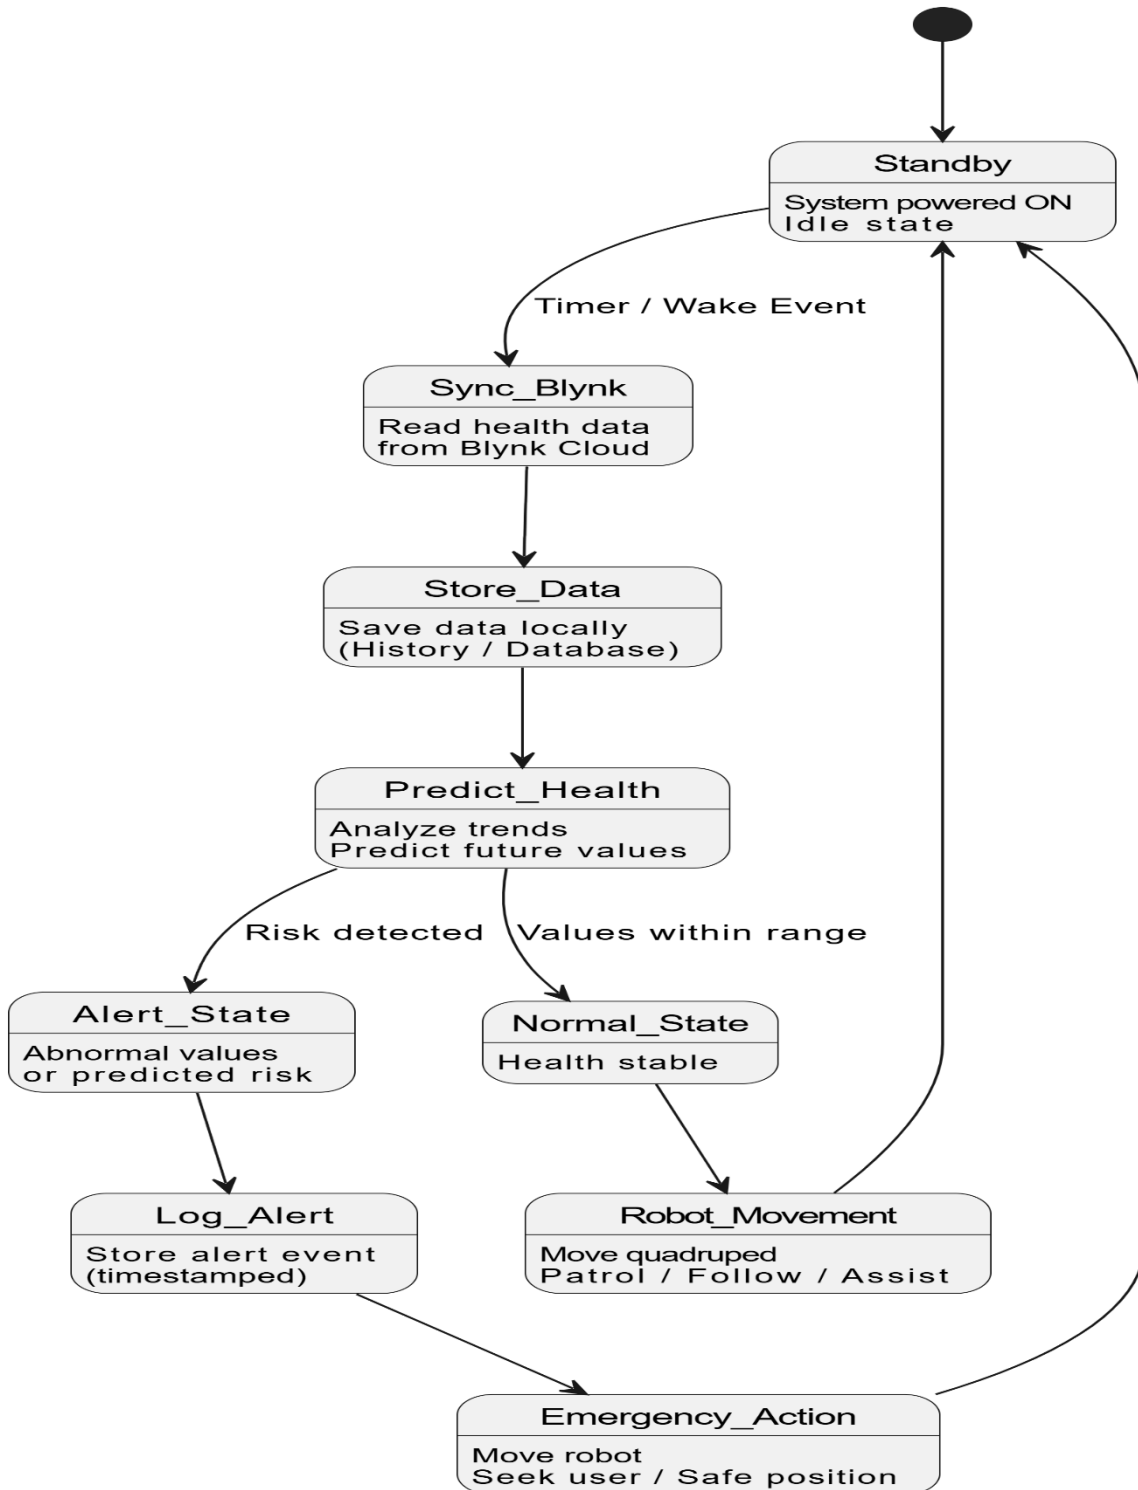 Standby
System powered ON
Idle state
Timer / Wake Event
Sync_Blynk
Read health data
from Blynk Cloud
Store_Data
Save data locally
(History / Database)
Predict_Health
Analyze trends
Predict future values
Risk detected
Values within range
Alert_State
Abnormal values
or predicted risk
Normal_State
Health stable
Log_Alert
Store alert event
(timestamped)
Robot_Movement
Move quadruped
Patrol / Follow / Assist
Emergency_Action
Move robot
Seek user / Safe position